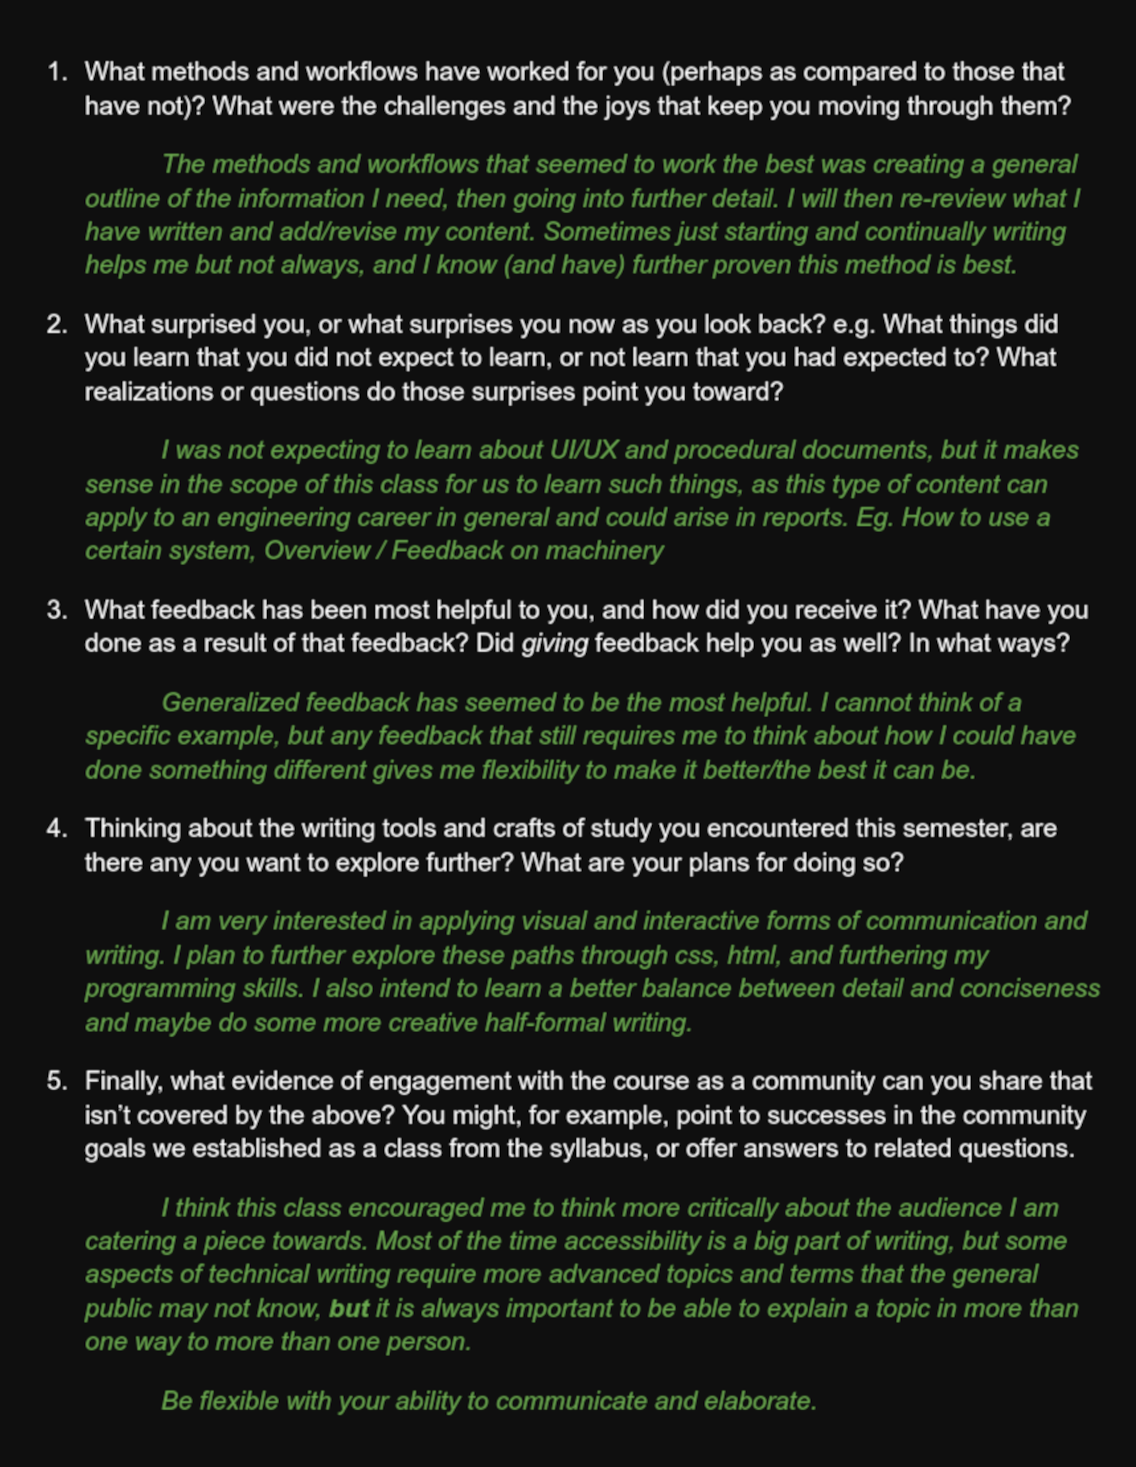 1. What methods and workflows have worked for you (perhaps as compared to those that
have not)? What were the challenges and the joys that keep you moving through them?
The methods and workflows that seemed to work the best was creating a general
outline of the information I need, then going into further detail. I will then re-review what I
have written and add/revise my content. Sometimes just starting and continually writing
helps me but not always, and I know (and have) further proven this method is best.
2. What surprised you, or what surprises you now as you look back? e.g. What things did
you learn that you did not expect to learn, or not learn that you had expected to? What
realizations or questions do those surprises point you toward?
I was not expecting to learn about UI/UX and procedural documents, but it makes
sense in the scope of this class for us to learn such things, as this type of content can
apply to an engineering career in general and could arise in reports. Eg. How to use a
certain system, Overview / Feedback on machinery
3. What feedback has been most helpful to you, and how did you receive it? What have you
done as a result of that feedback? Did giving feedback help you as well? In what ways?
Generalized feedback has seemed to be the most helpful. I cannot think of a
specific example, but any feedback that still requires me to think about how I could have
done something different gives me flexibility to make it better/the best it can be.
4. Thinking about the writing tools and crafts of study you encountered this semester, are
there any you want to explore further? What are your plans for doing so?
I am very interested in applying visual and interactive forms of communication and
writing. I plan to further explore these paths through css, html, and furthering my
programming skills. I also intend to learn a better balance between detail and conciseness
and maybe do some more creative half-formal writing.
5. Finally, what evidence of engagement with the course as a community can you share that
isn't covered by the above? You might, for example, point to successes in the community
goals we established as a class from the syllabus, or offer answers to related questions.
I think this class encouraged me to think more critically about the audience I am
catering a piece towards. Most of the time accessibility is a big part of writing, but some
aspects of technical writing require more advanced topics and terms that the general
public may not know, but it is always important to be able to explain a topic in more than
one way to more than one person.
Be flexible with your ability to communicate and elaborate.